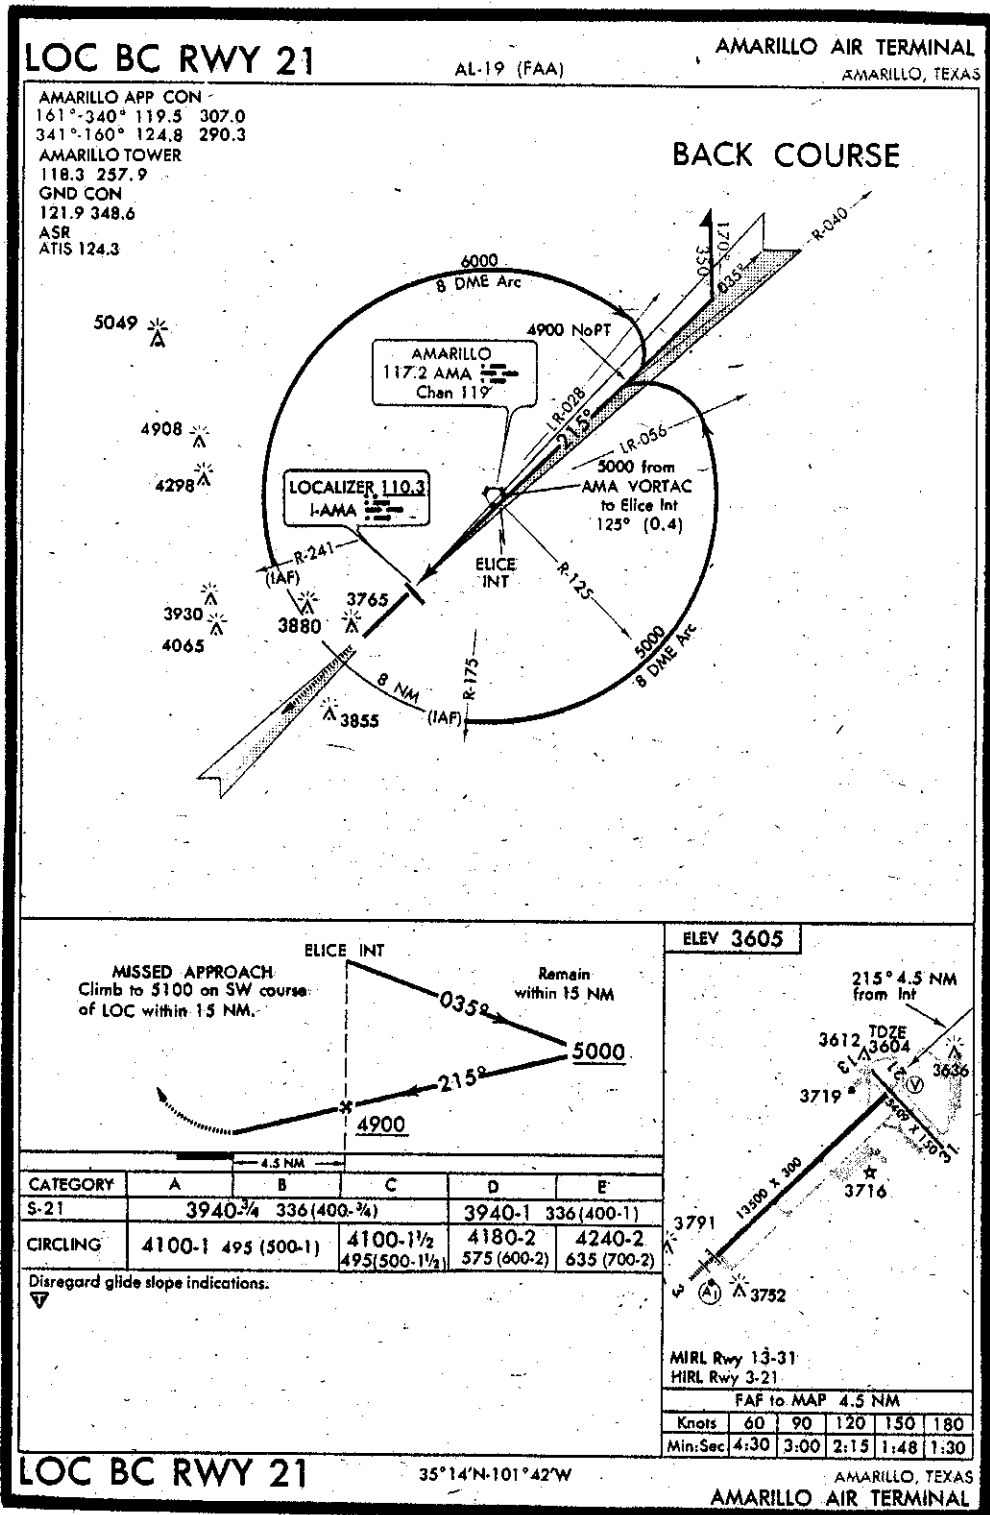 LOC BC RWY 21
AL-19 (FAA)
AMARILLO AIR TERMINAL
AMARILLO, TEXAS
AMARILLO APP CON
161°-340° 119.5 307.0
341°-160° 124.8 290.3
AMARILLO TOWER
118.3 257.9
GND CON
121.9 348.6
ASR
ATIS 124.3
BACK COURSE
R-040
170°
350°
035°
6000
8 DME Arc
5049
4900 NoPT
AMARILLO
117.2 AMA
Chan 119
LR-028
215°
LR-056
4908
4298
5000 from
AMA VORTAC
to Elice Int
125° (0.4)
LOCALIZER 110.3
I-AMA
R-241
(IAF)
ELICE
INT
R-125
3930
4065
3880
3765
5000
8 DME Arc
R-175
8 NM
(IAF)
3855
ELICE INT
MISSED APPROACH
Climb to 5100 on SW course
of LOC within 15 NM.
Remain
within 15 NM
035°
5000
215°
4900
4.5 NM
CATEGORY A B C D E
S-21 3940-¾ 336(400-¾) 3940-1 336(400-1)
CIRCLING 4100-1 495 (500-1) 4100-1½ 495(500-1½) 4180-2 575 (600-2) 4240-2 635 (700-2)
Disregard glide slope indications.
T
ELEV 3605
215° 4.5 NM
from Int
TDZE
3604
3612
3636
13
21
V
3719
5409 X 150
31
3716
13500 X 300
3791
3
A1
3752
MIRL Rwy 13-31
HIRL Rwy 3-21
FAF to MAP 4.5 NM
Knots 60 90 120 150 180
Min:Sec 4:30 3:00 2:15 1:48 1:30
LOC BC RWY 21
35°14'N-101°42'W
AMARILLO, TEXAS
AMARILLO AIR TERMINAL